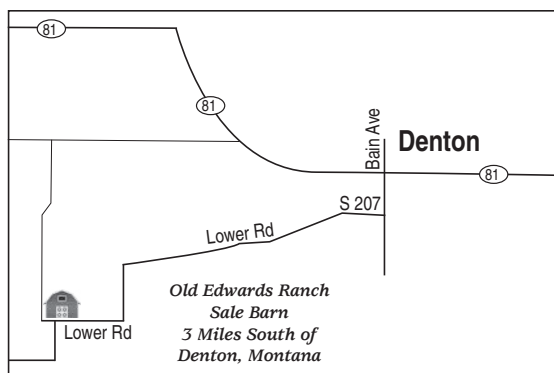 81
81
Bain Ave
Denton
81
S 207
Lower Rd
Old Edwards Ranch
Sale Barn
3 Miles South of
Denton, Montana
Lower Rd